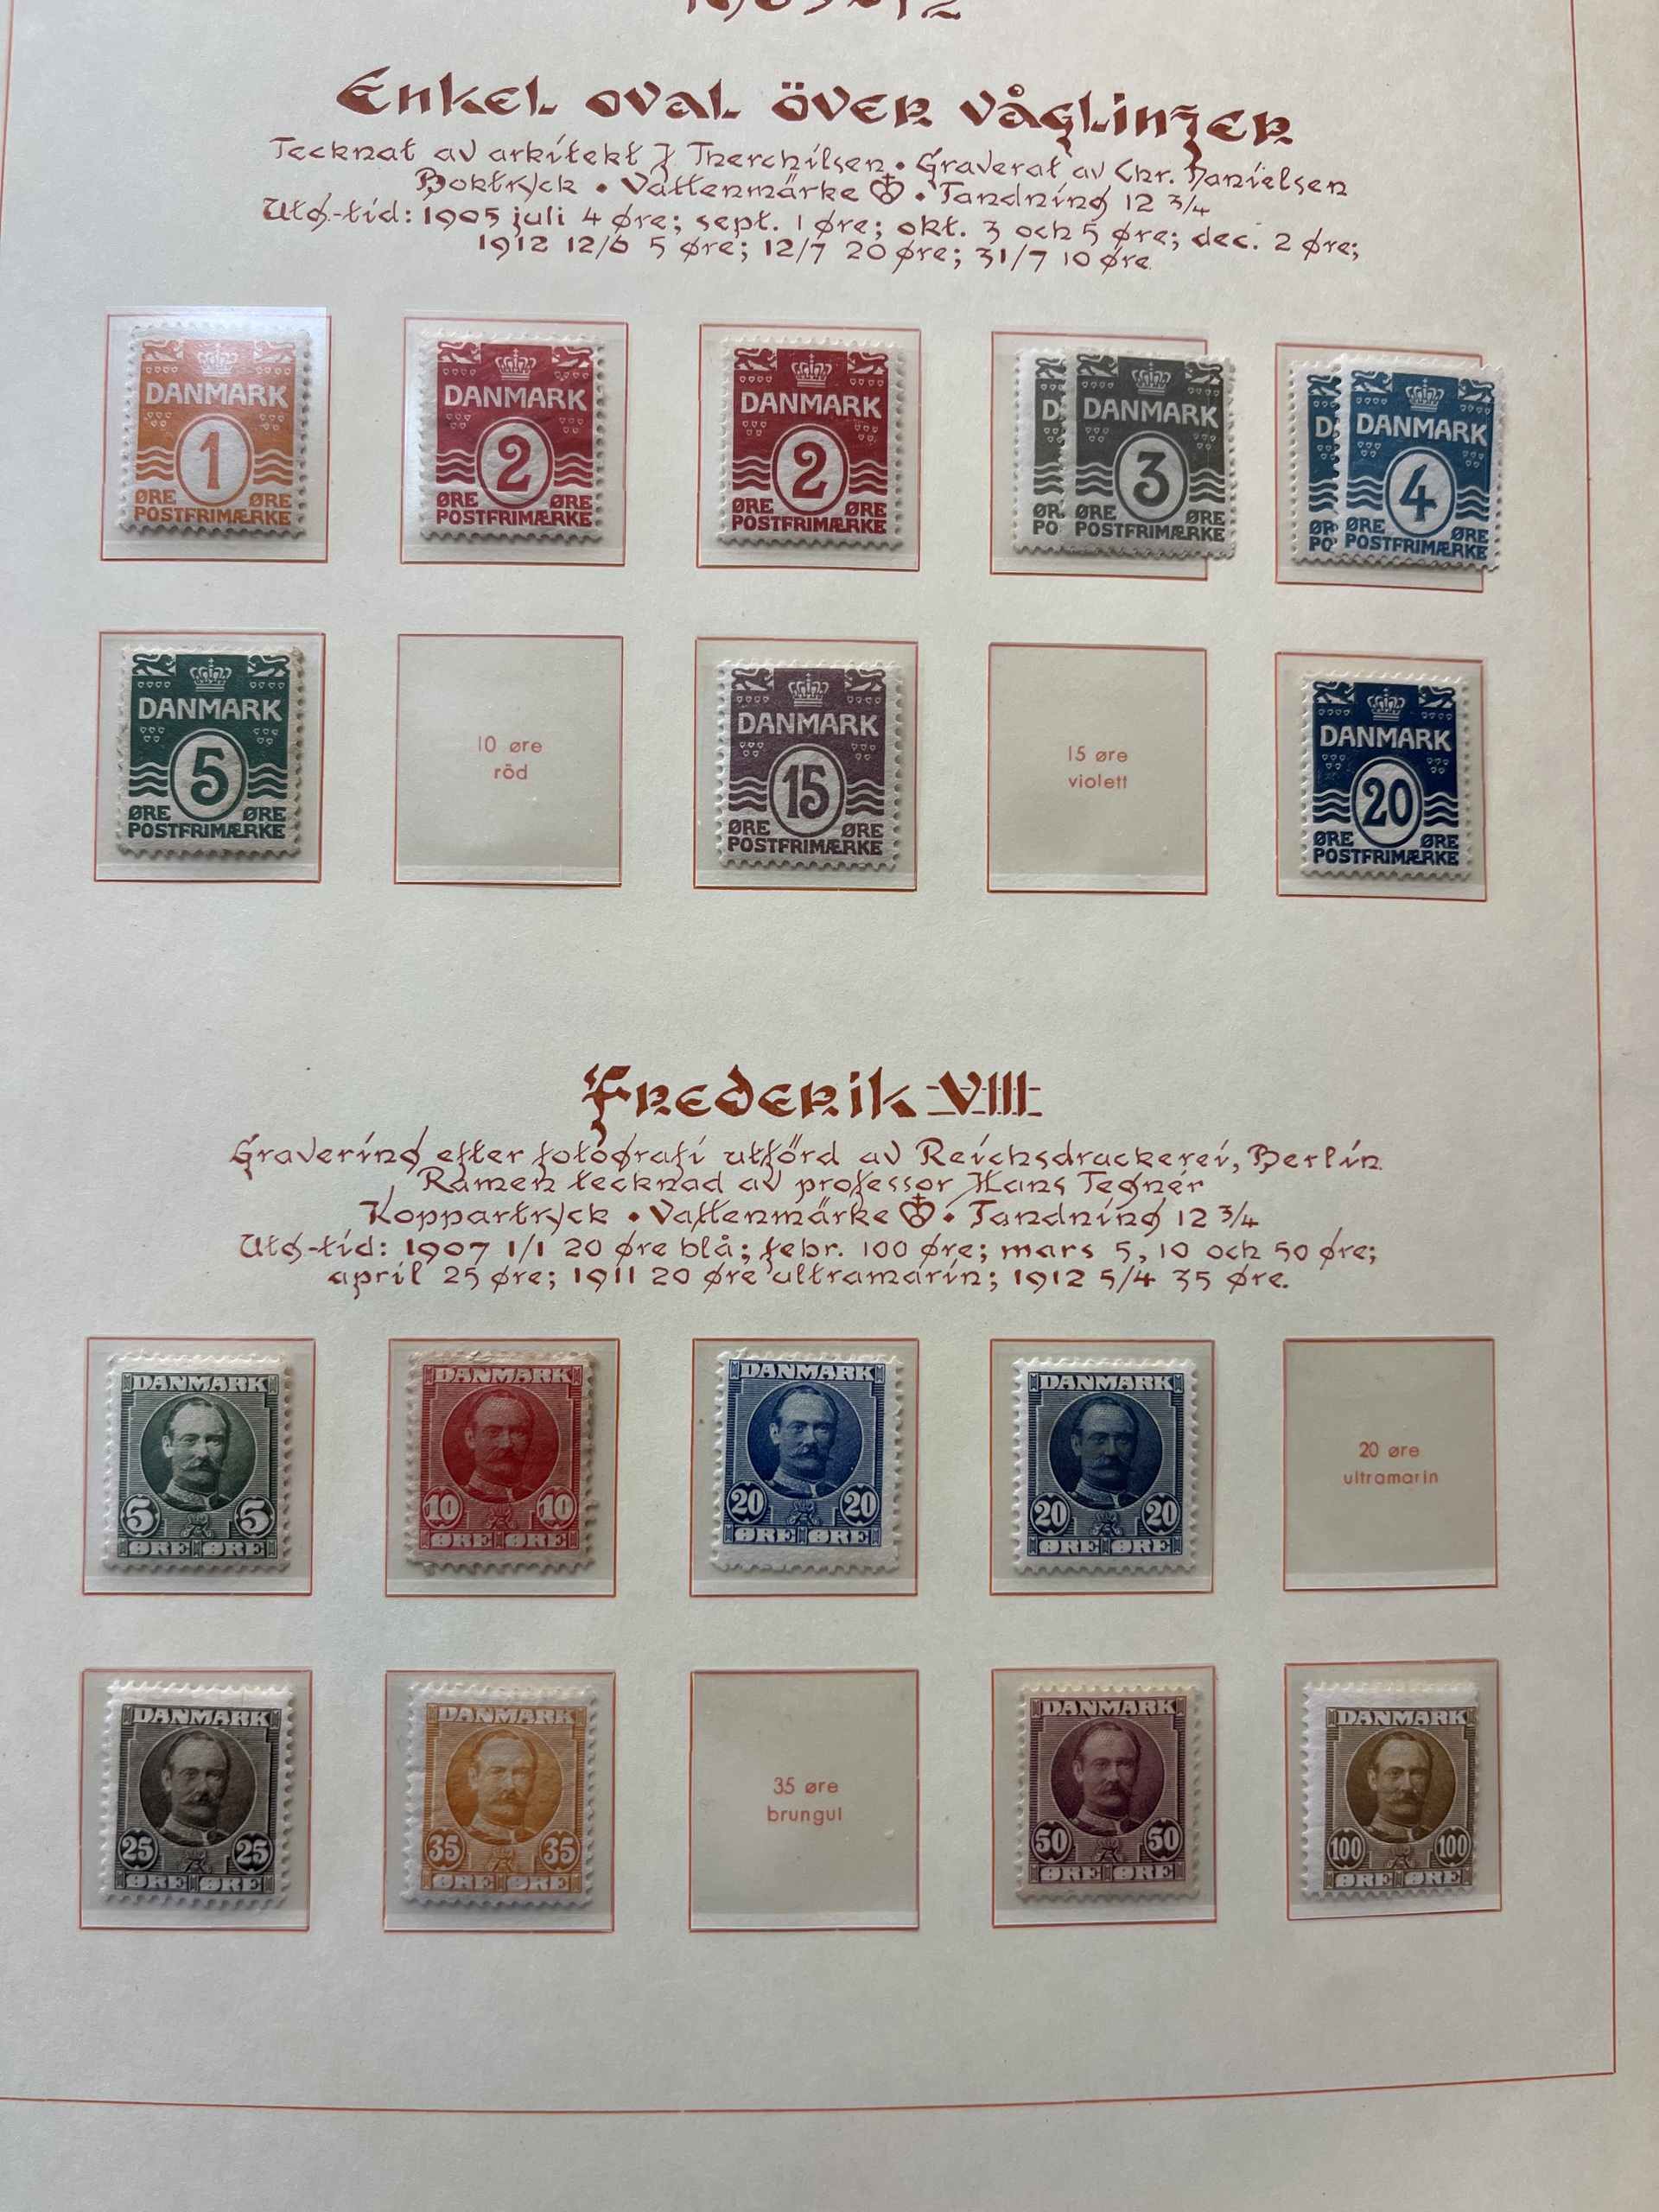 1905-12
Enkel oval över våglinjer
Tecknat av arkitekt J Therchilsen • Graverat av Chr. Danielsen
Boktryck • Vattenmärke • Tandning 12 3/4
Utg.-tid: 1905 juli 4 øre; sept. 1 øre; okt. 3 och 5 øre; dec. 2 øre;
1912 12/6 5 øre; 12/7 20 øre; 31/7 10 øre
DANMARK
1
ØRE ØRE
POSTFRIMÆRKE
DANMARK
2
ØRE ØRE
POSTFRIMÆRKE
DANMARK
2
ØRE ØRE
POSTFRIMÆRKE
D
ØR
PO
DANMARK
3
ØRE ØRE
POSTFRIMÆRKE
D
ØR
PO
DANMARK
4
ØRE ØRE
POSTFRIMÆRKE
DANMARK
5
ØRE ØRE
POSTFRIMÆRKE
10 øre
röd
DANMARK
15
ØRE ØRE
POSTFRIMÆRKE
15 øre
violett
DANMARK
20
ØRE ØRE
POSTFRIMÆRKE
Frederik VIII
Gravering efter fotografi utförd av Reichsdruckerei, Berlin
Ramen tecknad av professor Hans Tegner
Koppartryck • Vattenmärke • Tandning 12 3/4
Utg.-tid: 1907 1/1 20 øre blå; febr. 100 øre; mars 5, 10 och 50 øre;
april 25 øre; 1911 20 øre ultramarin; 1912 5/4 35 øre.
DANMARK
5 5
ØRE ØRE
DANMARK
10 10
ØRE ØRE
DANMARK
20 20
ØRE ØRE
DANMARK
20 20
ØRE ØRE
20 øre
ultramarin
DANMARK
25 25
ØRE ØRE
DANMARK
35 35
ØRE ØRE
35 øre
brungul
DANMARK
50 50
ØRE ØRE
DANMARK
100 100
ØRE ØRE